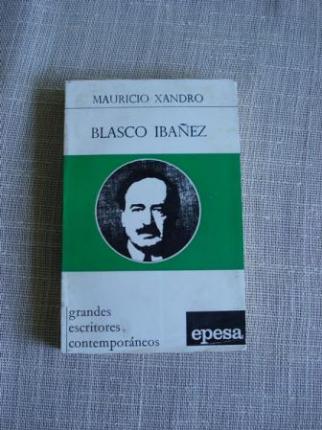 MAURICIO XANDRO
BLASCO IBAÑEZ
grandes
escritores
contemporáneos
epesa